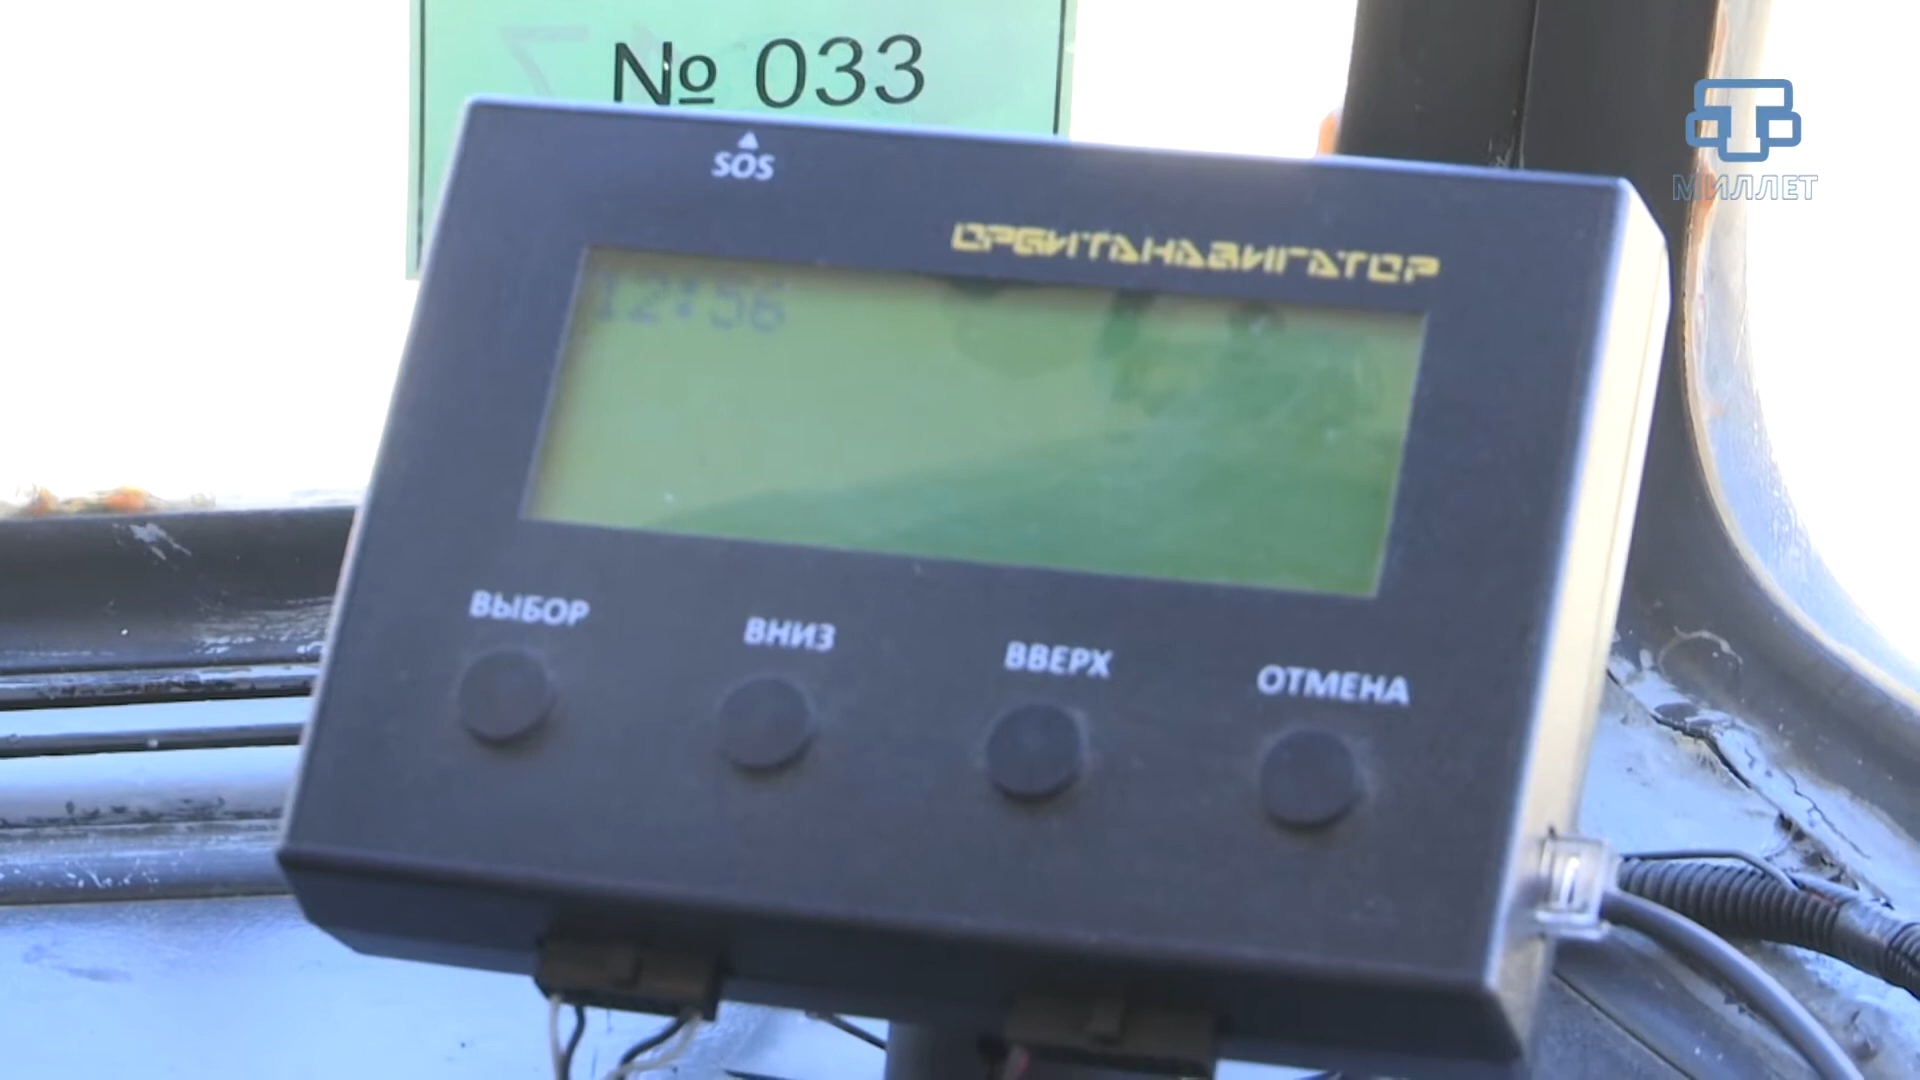 № 033
SOS
ОРБИТАНАВИГАТОР
МИЛЛЕТ
12:56
ВЫБОР
ВНИЗ
ВВЕРХ
ОТМЕНА